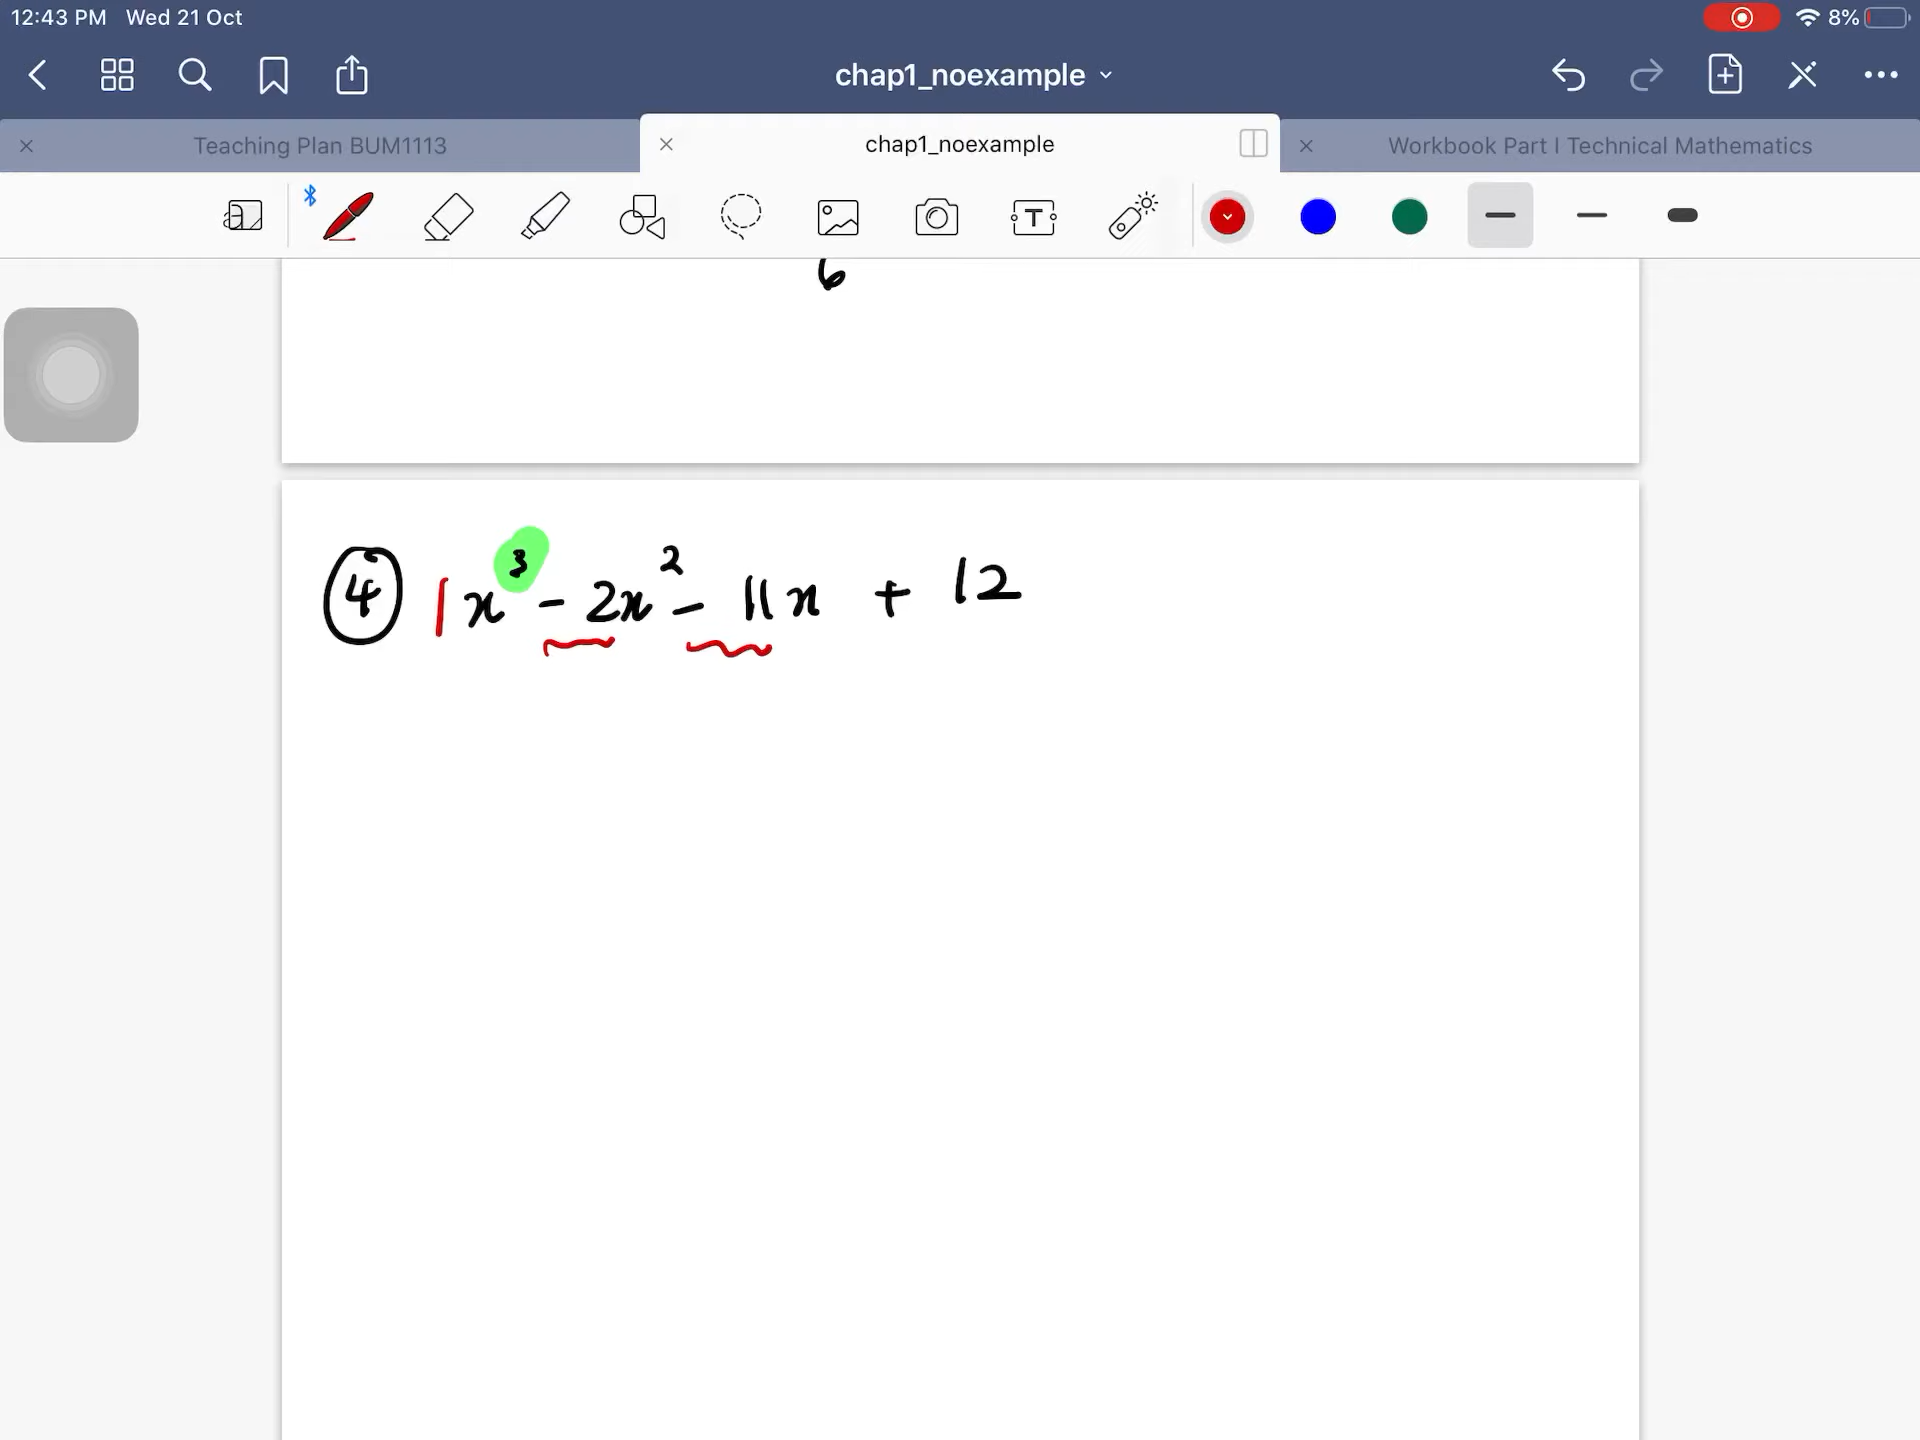 12:43 PM Wed 21 Oct 8%
chap1_noexample
Teaching Plan BUM1113 chap1_noexample Workbook Part I Technical Mathematics
a T
6
④ 1x³ - 2x² - 11x + 12